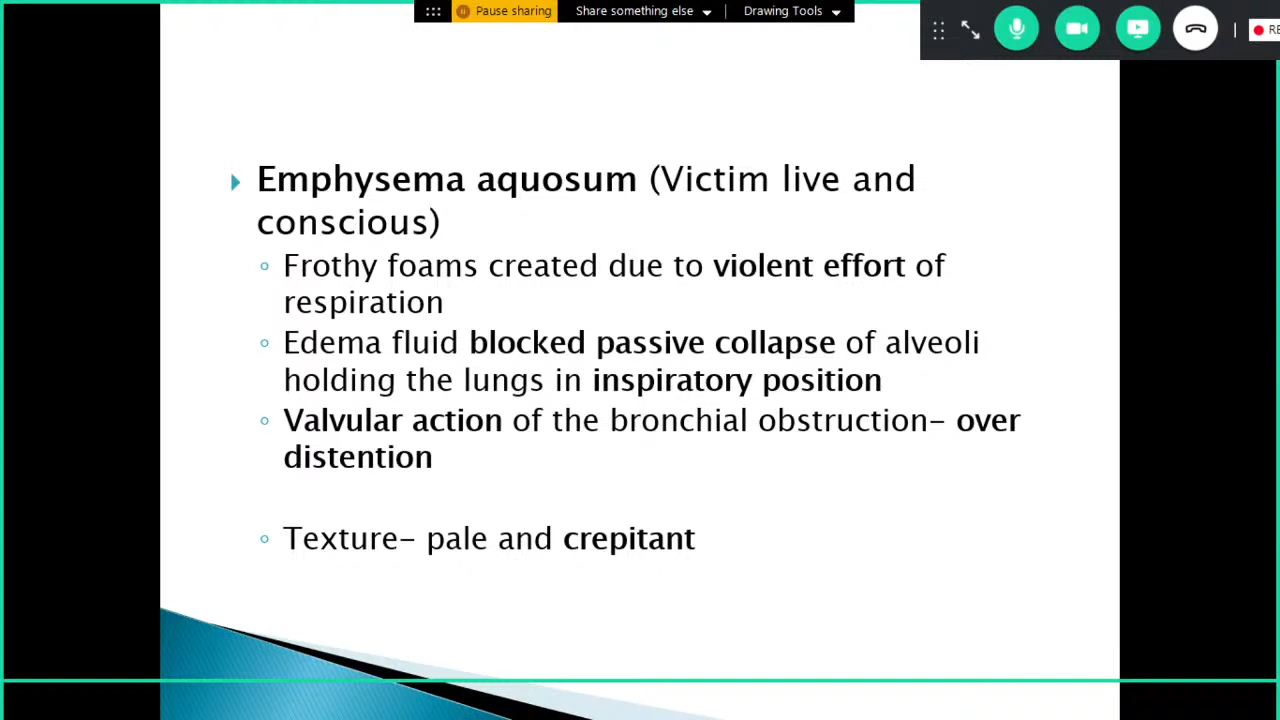 Pause sharing
Share something else
Drawing Tools
Emphysema aquosum (Victim live and
conscious)
Frothy foams created due to violent effort of
respiration
Edema fluid blocked passive collapse of alveoli
holding the lungs in inspiratory position
Valvular action of the bronchial obstruction- over
distention
Texture- pale and crepitant